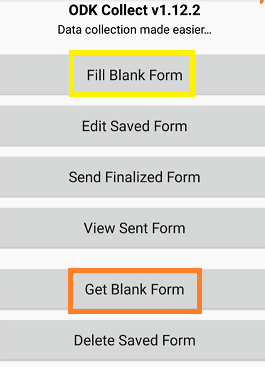 ODK Collect v1.12.2
Data collection made easier...
Fill Blank Form
Edit Saved Form
Send Finalized Form
View Sent Form
Get Blank Form
Delete Saved Form